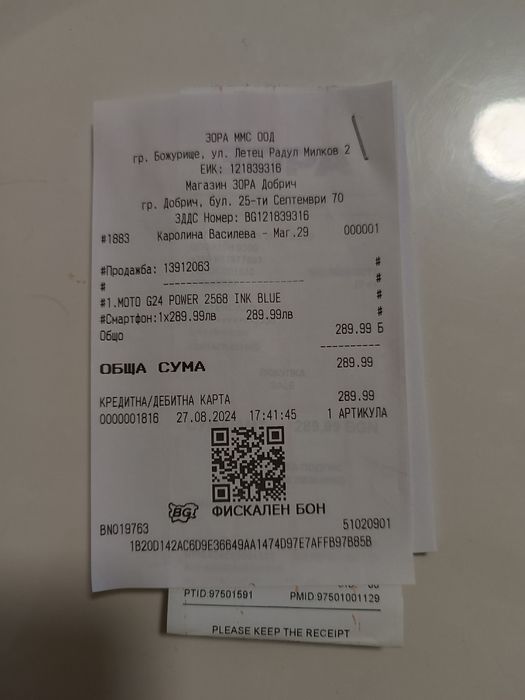 ЗОРА ММС ООД
гр. Божурище, ул. Летец Радул Милков 2
ЕИК: 121839316
Магазин ЗОРА Добрич
гр. Добрич, бул. 25-ти Септември 70
ЗДДС Номер: BG121839316
#1883 Каролина Василева - Маг.29 000001
#Продажба: 13912063 #
# ------------------------ #
#1.MOTO G24 POWER 2568 INK BLUE #
#Смартфон:1x289.99лв 289.99лв #
Общо 289.99 Б
----------
ОБЩА СУМА 289.99
КРЕДИТНА/ДЕБИТНА КАРТА 289.99
0000001816 27.08.2024 17:41:45 1 АРТИКУЛА
BG
ФИСКАЛЕН БОН
BN019763 51020901
1B20D142AC6D9E36649AA1474D97E7AFFB97B85B
PTID:97501591 PMID:97501001129
PLEASE KEEP THE RECEIPT